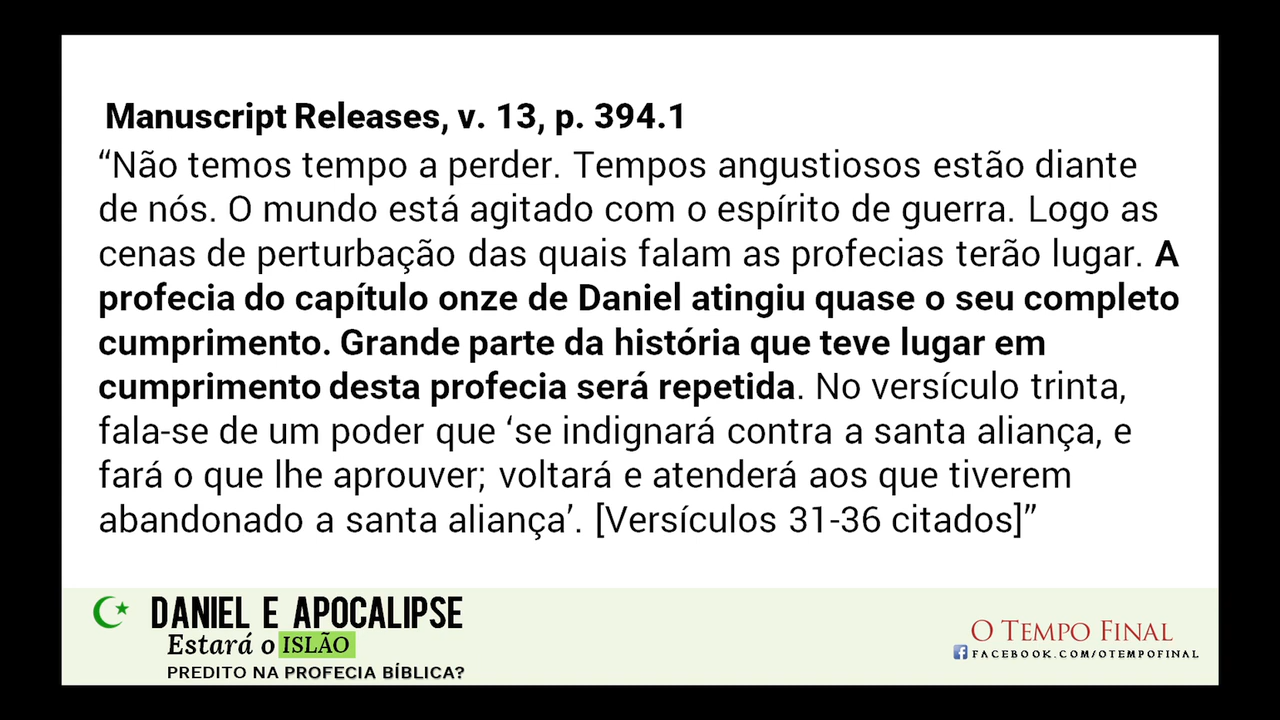 Manuscript Releases, v. 13, p. 394.1
“Não temos tempo a perder. Tempos angustiosos estão diante
de nós. O mundo está agitado com o espírito de guerra. Logo as
cenas de perturbação das quais falam as profecias terão lugar. A
profecia do capítulo onze de Daniel atingiu quase o seu completo
cumprimento. Grande parte da história que teve lugar em
cumprimento desta profecia será repetida. No versículo trinta,
fala-se de um poder que ‘se indignará contra a santa aliança, e
fará o que lhe aprouver; voltará e atenderá aos que tiverem
abandonado a santa aliança’. [Versículos 31-36 citados]”
DANIEL E APOCALIPSE
Estará o ISLÃO
PREDITO NA PROFECIA BÍBLICA?
O TEMPO FINAL
FACEBOOK.COM/OTEMPOFINAL